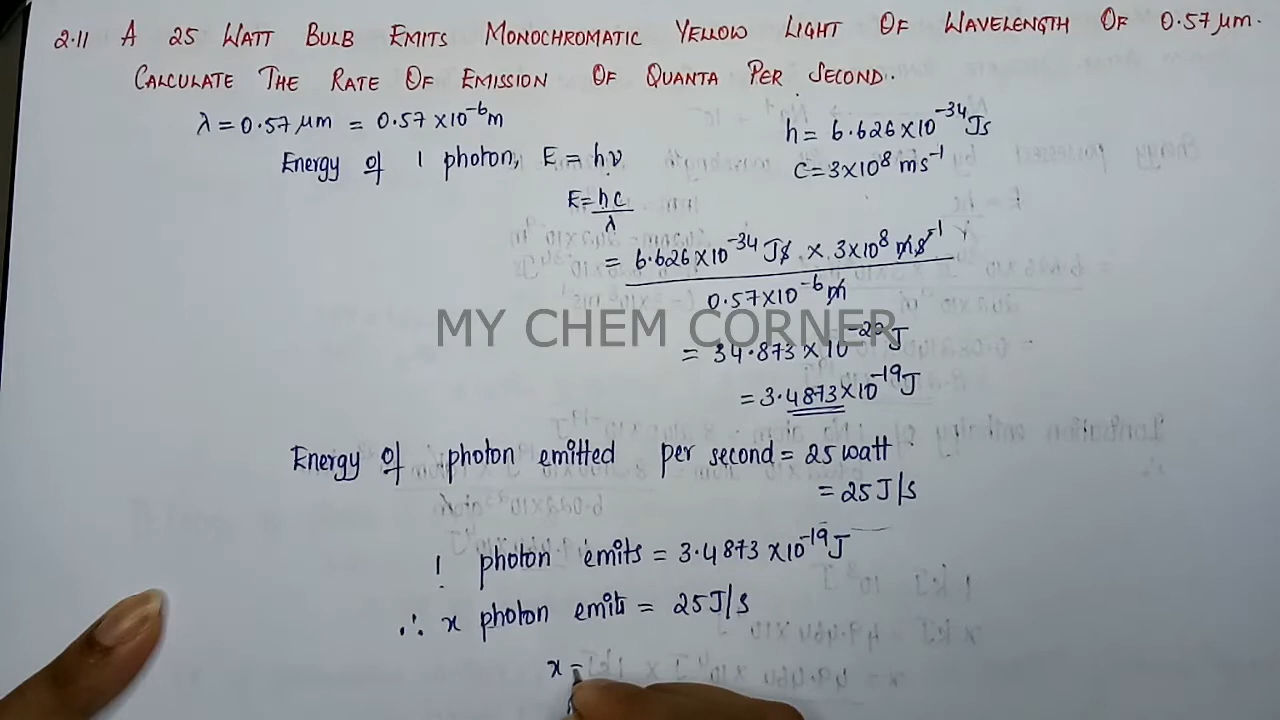 2.11 A 25 WATT BULB EMITS MONOCHROMATIC YELLOW LIGHT OF WAVELENGTH OF 0.57 µm.
CALCULATE THE RATE OF EMISSION OF QUANTA PER SECOND.
λ = 0.57 µm = 0.57 × 10⁻⁶ m
h = 6.626 × 10⁻³⁴ Js
Energy of 1 photon, E = hν
C = 3 × 10⁸ ms⁻¹
E = hc / λ
= 6.626 × 10⁻³⁴ Js × 3 × 10⁸ ms⁻¹
0.57 × 10⁻⁶ m
MY CHEM CORNER
= 34.873 × 10⁻²⁰ J
= 3.4873 × 10⁻¹⁹ J
Energy of photon emitted per second = 25 watt
= 25 J/s
1 photon emits = 3.4873 × 10⁻¹⁹ J
∴ x photon emits = 25 J/s
x =